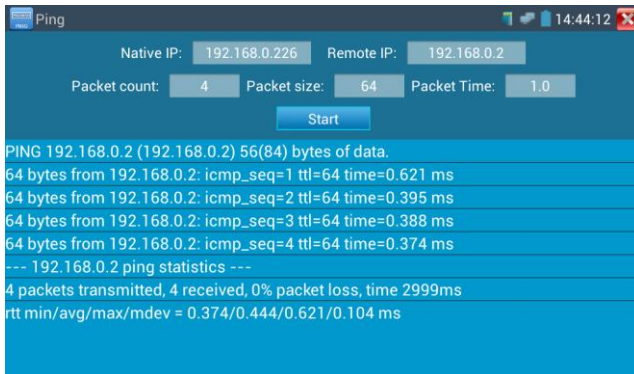 Ping 14:44:12
Native IP: 192.168.0.226 Remote IP: 192.168.0.2
Packet count: 4 Packet size: 64 Packet Time: 1.0
Start
PING 192.168.0.2 (192.168.0.2) 56(84) bytes of data.
64 bytes from 192.168.0.2: icmp_seq=1 ttl=64 time=0.621 ms
64 bytes from 192.168.0.2: icmp_seq=2 ttl=64 time=0.395 ms
64 bytes from 192.168.0.2: icmp_seq=3 ttl=64 time=0.388 ms
64 bytes from 192.168.0.2: icmp_seq=4 ttl=64 time=0.374 ms
--- 192.168.0.2 ping statistics ---
4 packets transmitted, 4 received, 0% packet loss, time 2999ms
rtt min/avg/max/mdev = 0.374/0.444/0.621/0.104 ms